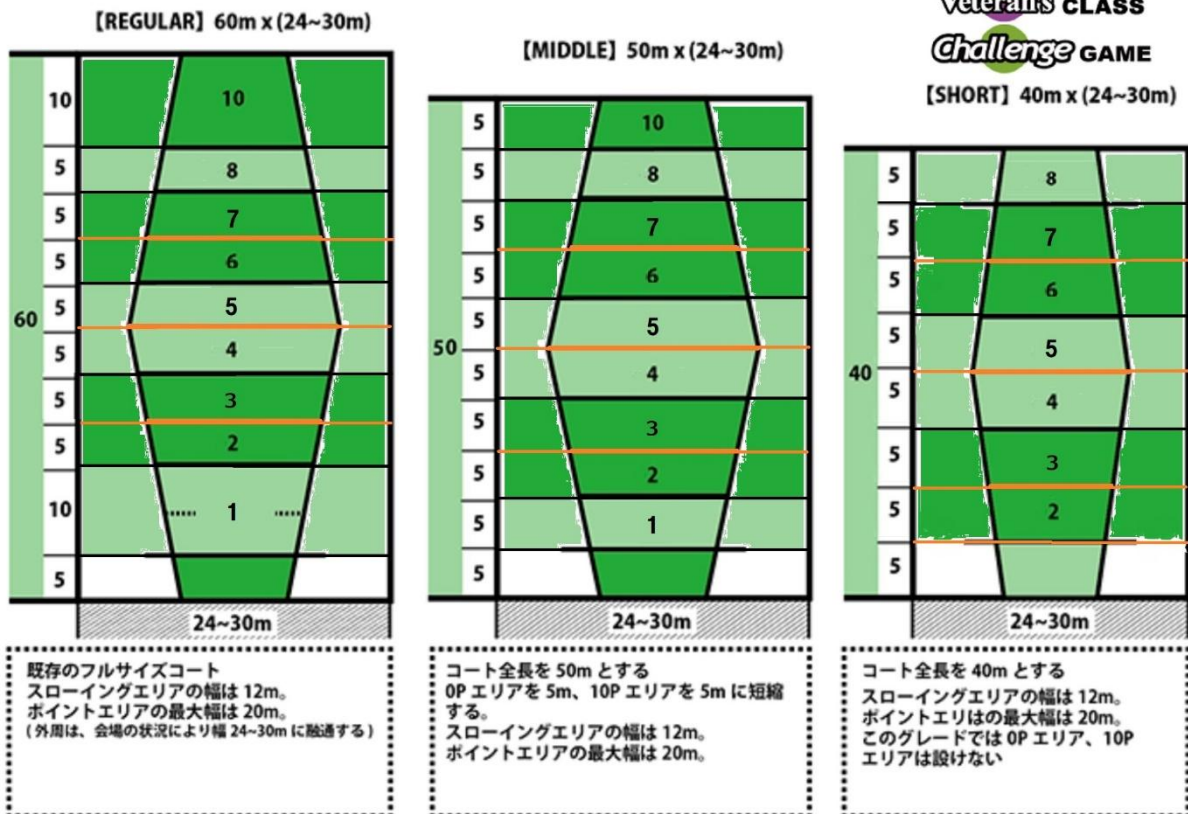 【REGULAR】 60m x (24~30m)
60
10
5
5
5
5
5
5
5
10
5
10
8
7
6
5
4
3
2
1
24~30m
既存のフルサイズコート
スローイングエリアの幅は 12m。
ポイントエリアの最大幅は 20m。
( 外周は、会場の状況により幅 24~30m に融通する )
【MIDDLE】 50m x (24~30m)
50
5
5
5
5
5
5
5
5
5
5
10
8
7
6
5
4
3
2
1
24~30m
コート全長を 50m とする
0P エリアを 5m、10P エリアを 5m に短縮
する。
スローイングエリアの幅は 12m。
ポイントエリアの最大幅は 20m。
Veteran's CLASS
Challenge GAME
【SHORT】 40m x (24~30m)
40
5
5
5
5
5
5
5
5
8
7
6
5
4
3
2
24~30m
コート全長を 40m とする
スローイングエリアの幅は 12m。
ポイントエリはの最大幅は 20m。
このグレードでは 0P エリア、10P
エリアは設けない